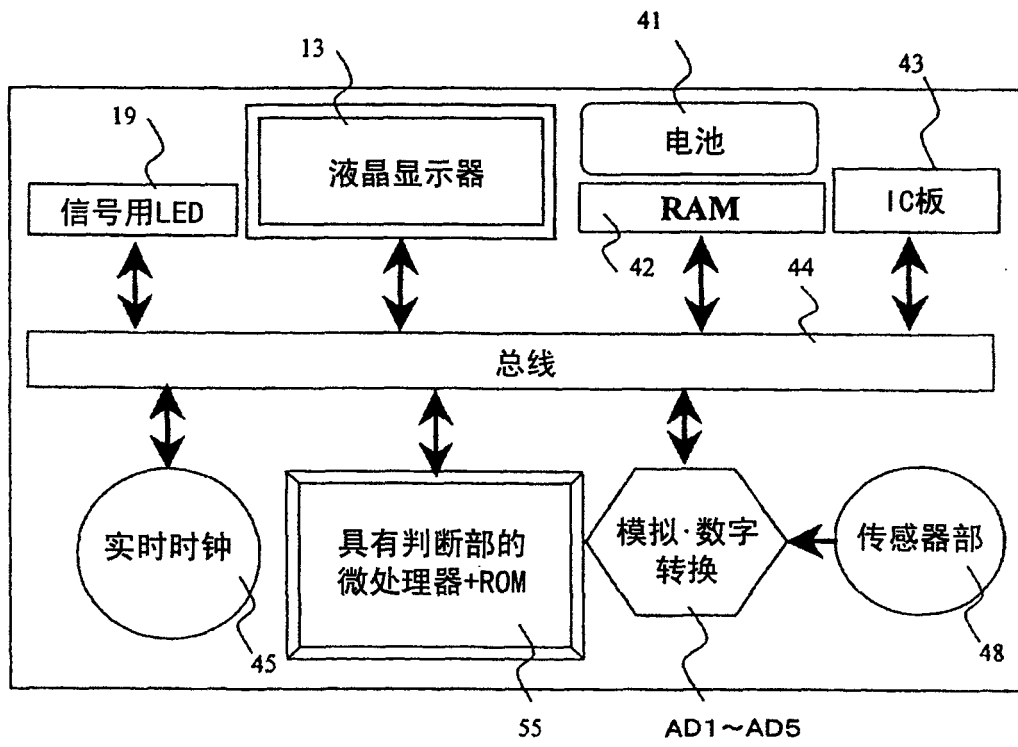 13
41
43
19
电池
液晶显示器
信号用LED
RAM
IC板
42
44
总线
实时时钟
具有判断部的
微处理器+ROM
模拟·数字
转换
传感器部
45
48
55
AD1～AD5